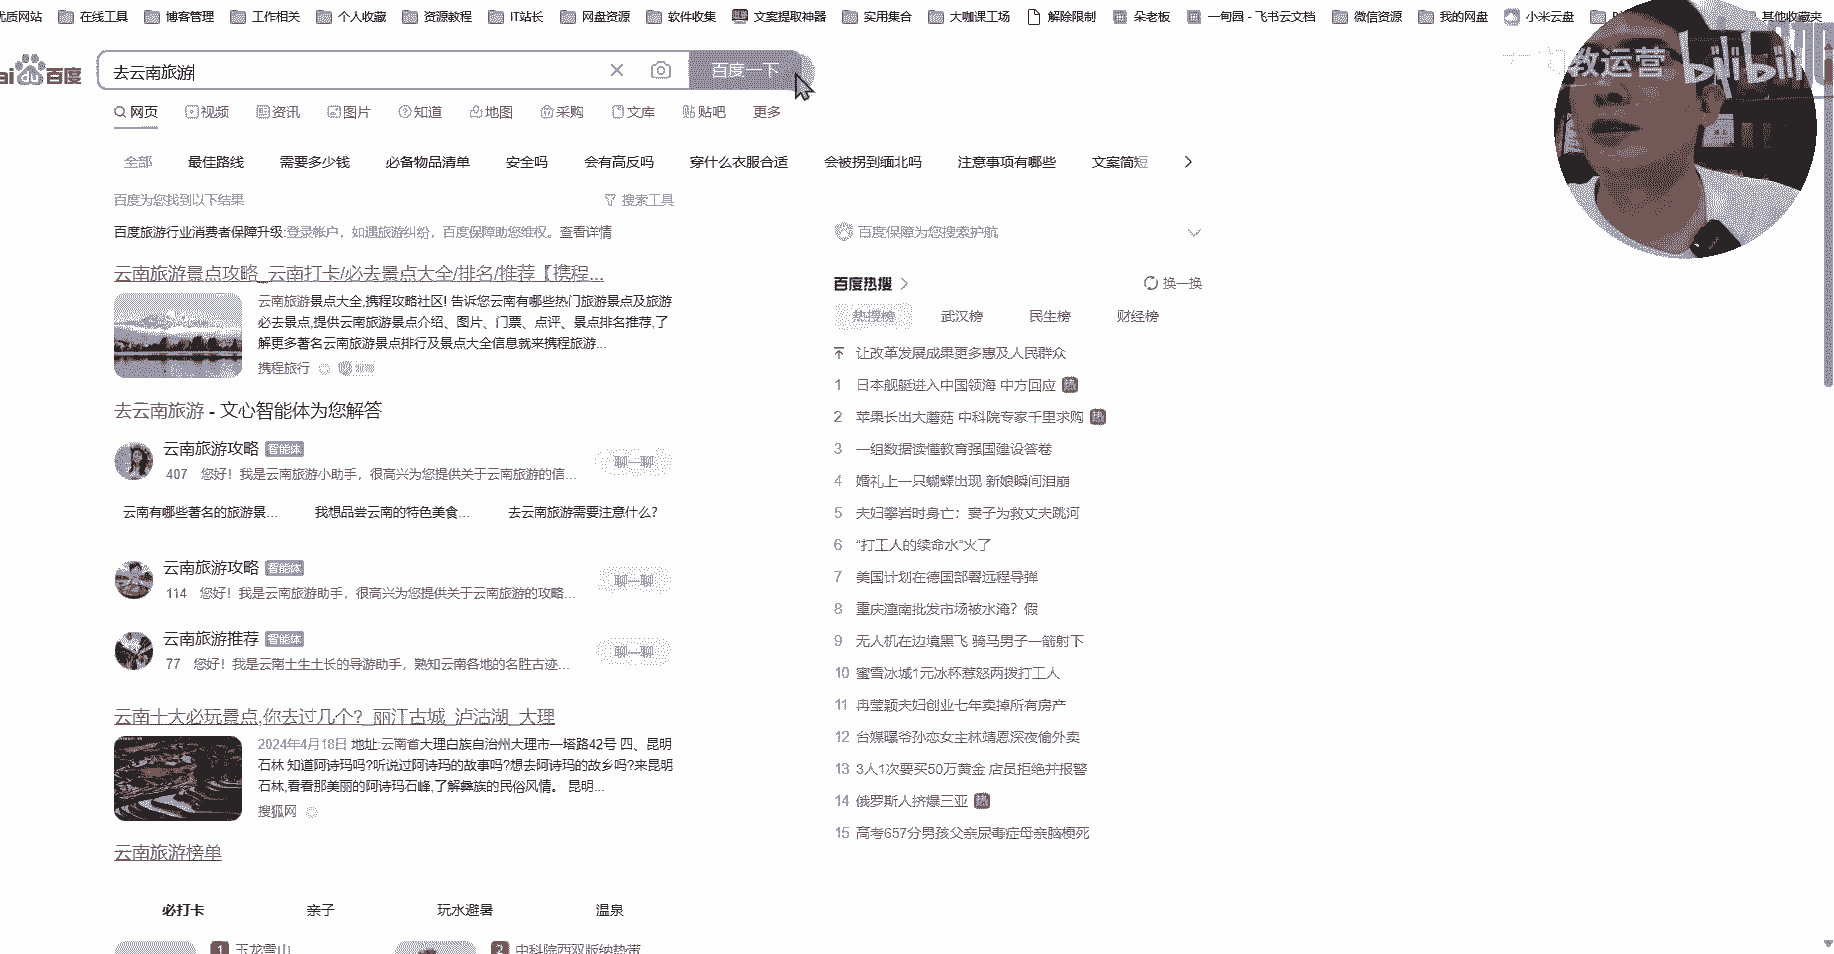 优质网站 在线工具 博客管理 工作相关 个人收藏 资源教程 IT站长 网盘资源 软件收集 文案提取神器 实用集合 大咖课工场 解除限制 朵老板 一甸园 - 飞书云文档 微信资源 我的网盘 小米云盘 其他收藏夹
教运营 bilibili
Bai du 百度 去云南旅游 百度一下
网页 视频 资讯 图片 知道 地图 采购 文库 贴吧 更多
全部 最佳路线 需要多少钱 必备物品清单 安全吗 会有高反吗 穿什么衣服合适 会被拐到缅北吗 注意事项有哪些 文案简短
百度为您找到以下结果 搜索工具
百度旅游行业消费者保障升级:登录帐户，如遇旅游纠纷，百度保障助您维权。查看详情
云南旅游景点攻略_云南打卡/必去景点大全/排名/推荐【携程...
云南旅游景点大全,携程攻略社区! 告诉您云南有哪些热门旅游景点及旅游
必去景点,提供云南旅游景点介绍、图片、门票、点评、景点排名推荐,了
解更多著名云南旅游景点排行及景点大全信息就来携程旅游...
携程旅行
去云南旅游 - 文心智能体为您解答
云南旅游攻略 智能体
407 您好！我是云南旅游小助手，很高兴为您提供关于云南旅游的信... 聊一聊
云南有哪些著名的旅游景... 我想品尝云南的特色美食... 去云南旅游需要注意什么?
云南旅游攻略 智能体
114 您好！我是云南旅游助手，很高兴为您提供关于云南旅游的攻略... 聊一聊
云南旅游推荐 智能体
77 您好！我是云南土生土长的导游助手，熟知云南各地的名胜古迹... 聊一聊
云南十大必玩景点,你去过几个?_丽江古城_泸沽湖_大理
2024年4月18日 地址:云南省大理白族自治州大理市一塔路42号 四、昆明
石林 知道阿诗玛吗?听说过阿诗玛的故事吗?想去阿诗玛的故乡吗?来昆明
石林,看看那美丽的阿诗玛石峰,了解彝族的民俗风情。 昆明...
搜狐网
云南旅游榜单
必打卡 亲子 玩水避暑 温泉
1 玉龙雪山 2 中科院西双版纳热带
百度保障为您搜索护航
百度热搜 换一换
热搜榜 武汉榜 民生榜 财经榜
让改革发展成果更多惠及人民群众
1 日本舰艇进入中国领海 中方回应 热
2 苹果长出大蘑菇 中科院专家千里求购 热
3 一组数据读懂教育强国建设答卷
4 婚礼上一只蝴蝶出现 新娘瞬间泪崩
5 夫妇攀岩时身亡：妻子为救丈夫跳河
6 “打工人的续命水”火了
7 美国计划在德国部署远程导弹
8 重庆潼南批发市场被水淹？假
9 无人机在边境黑飞 骑马男子一箭射下
10 蜜雪冰城1元冰杯惹怒两拨打工人
11 冉莹颖夫妇创业七年卖掉所有房产
12 台媒曝爷孙恋女主林靖恩深夜偷外卖
13 3人1次要买50万黄金 店员拒绝并报警
14 俄罗斯人挤爆三亚 热
15 高考657分男孩父亲尿毒症母亲脑梗死